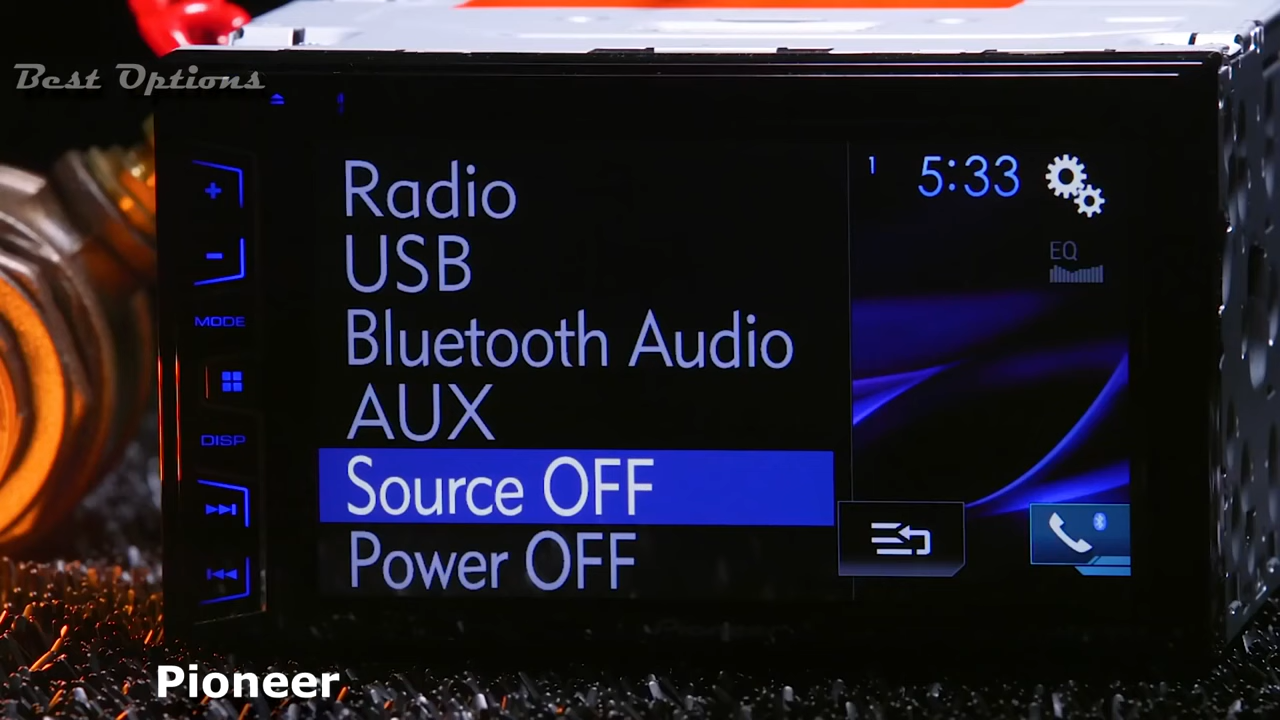 Best Options
Radio
USB
Bluetooth Audio
AUX
Source OFF
Power OFF
1 5:33
EQ
+
-
MODE
DISP
Pioneer